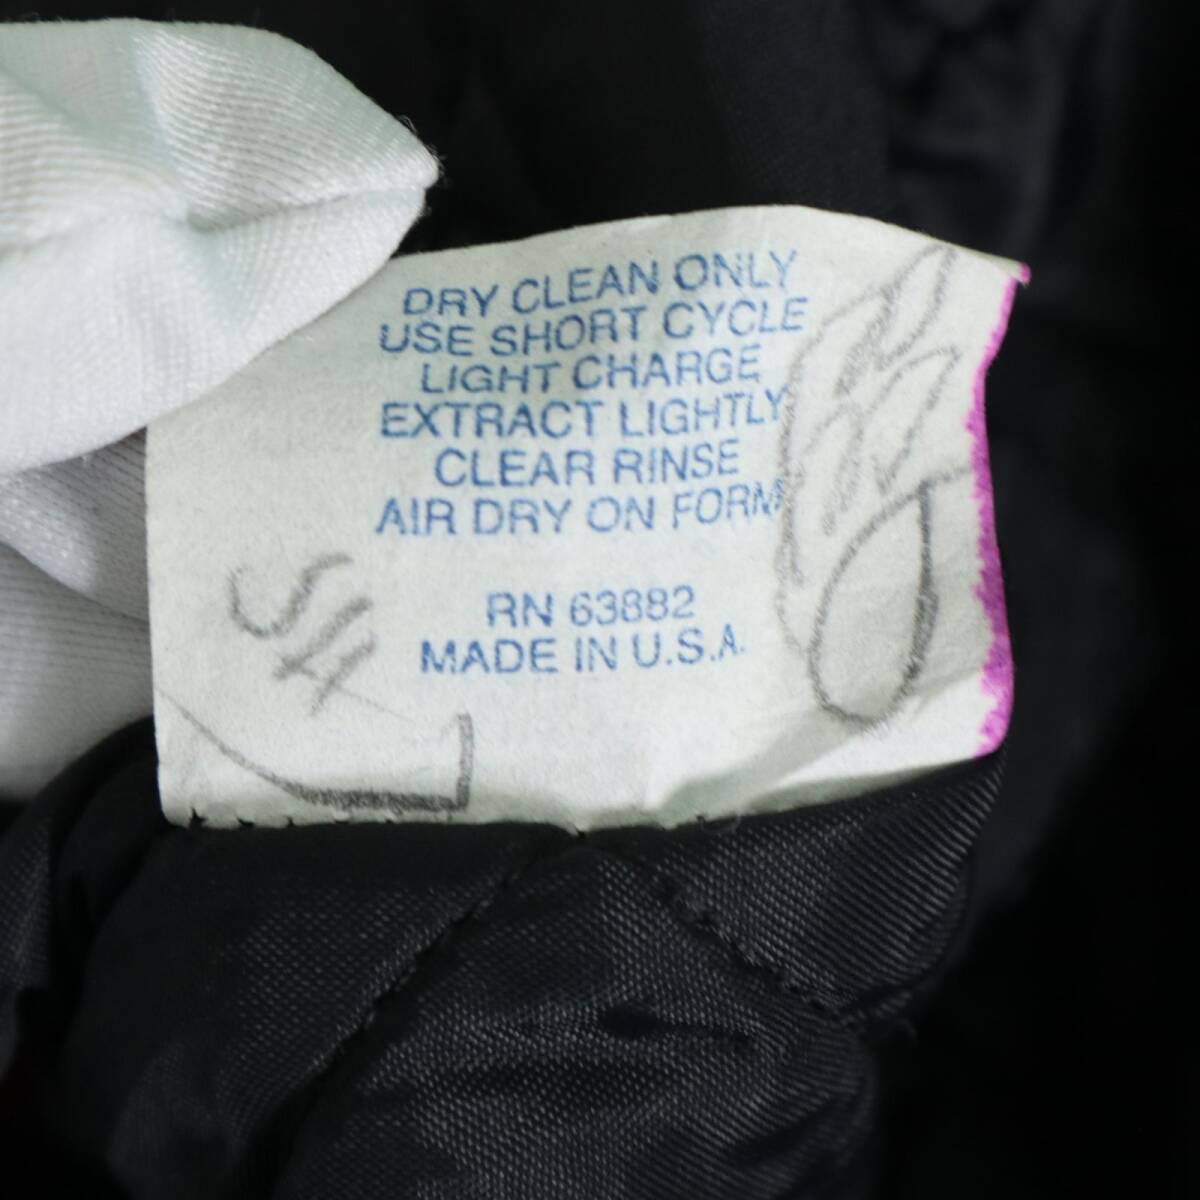 DRY CLEAN ONLY
USE SHORT CYCLE
LIGHT CHARGE
EXTRACT LIGHTLY
CLEAR RINSE
AIR DRY ON FORM
RN 63882
MADE IN U.S.A.